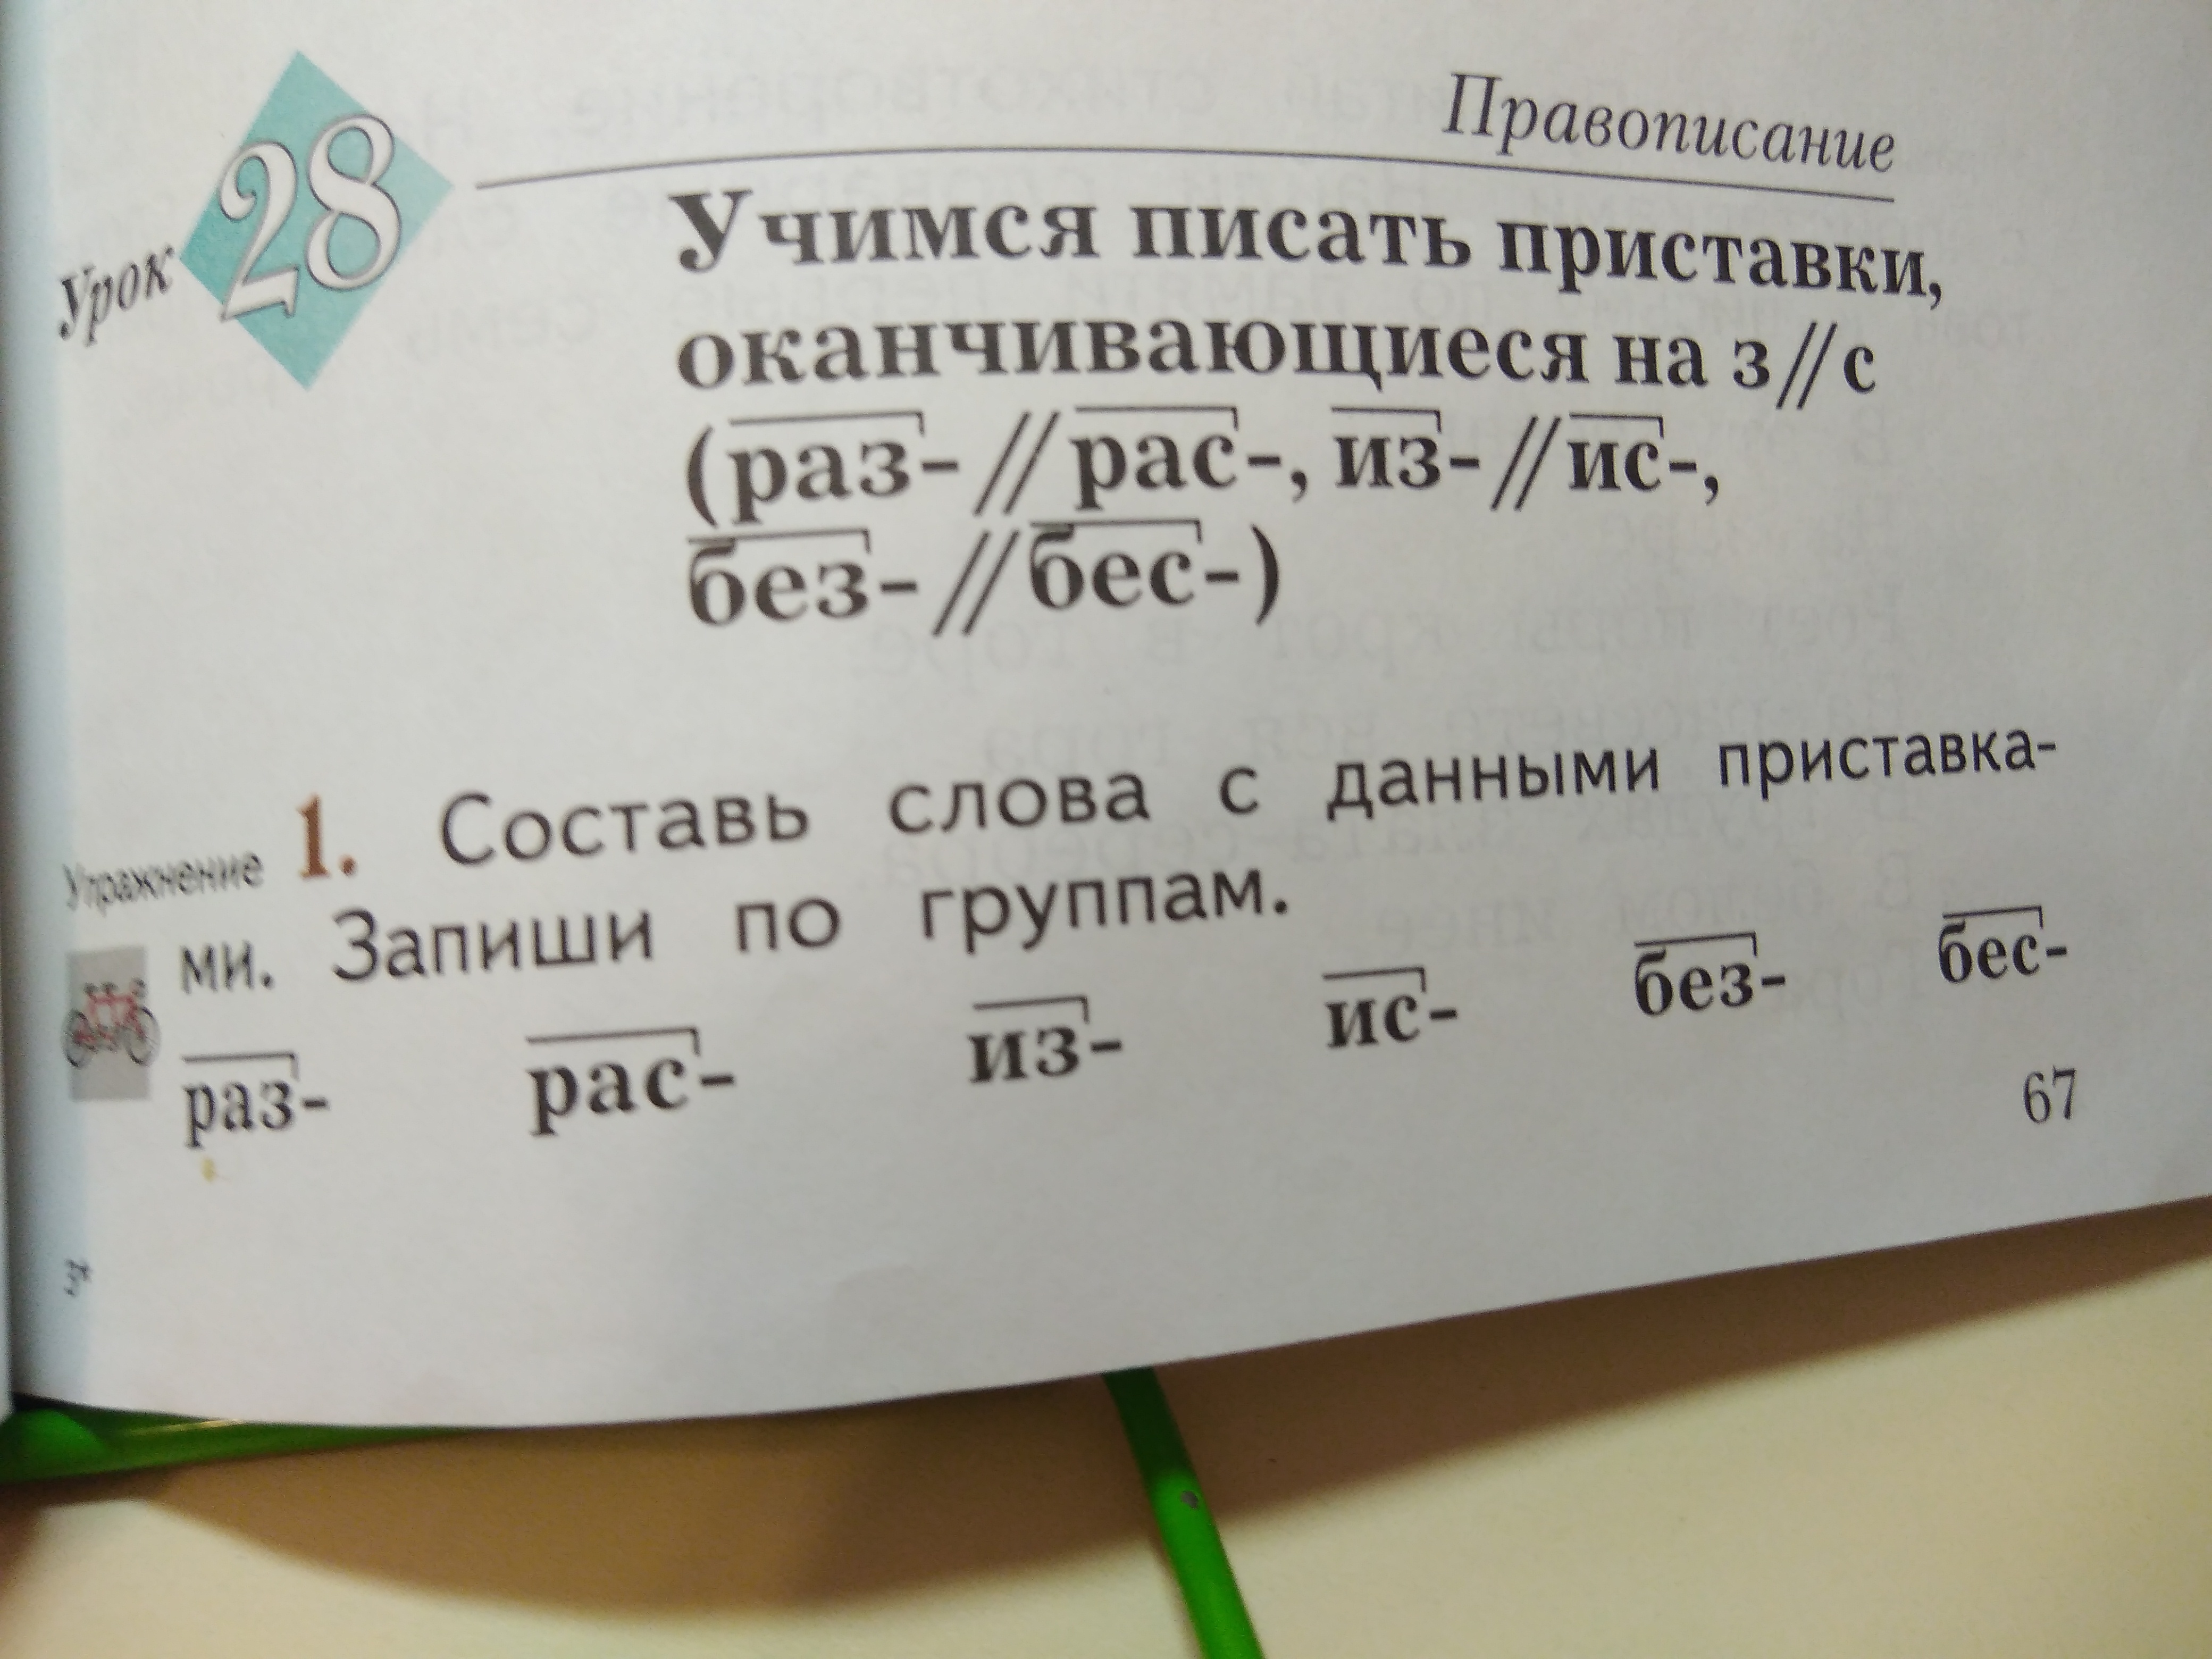 Правописание
Урок 28
Учимся писать приставки,
оканчивающиеся на з//с
(раз-//рас-, из-//ис-,
без-//бес-)
Упражнение 1. Составь слова с данными приставка-
ми. Запиши по группам.
раз- рас- из- ис- без- бес-
67